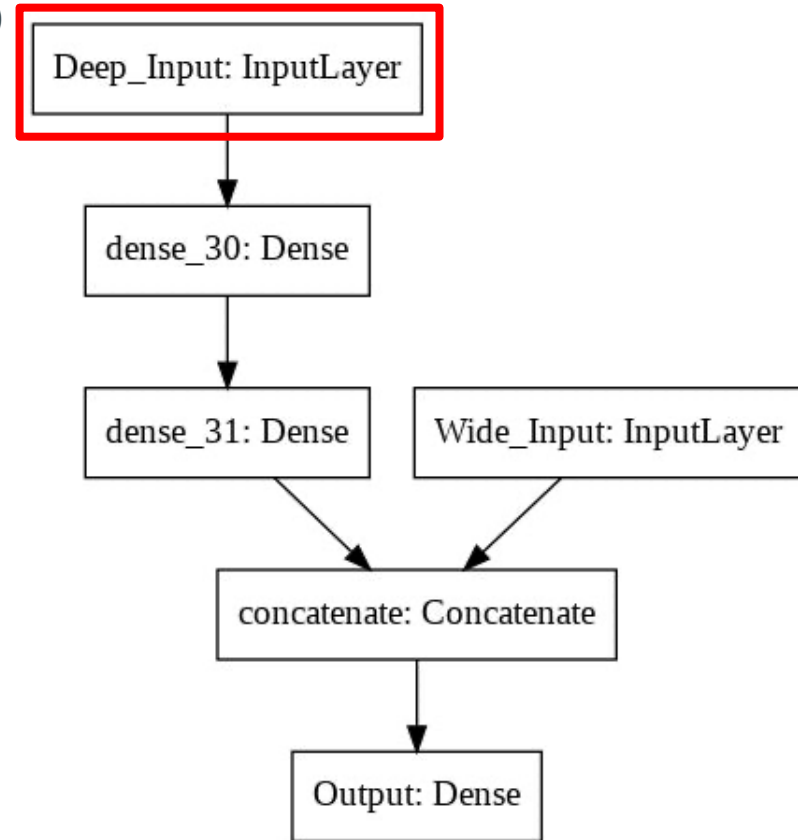 )
Deep_Input: InputLayer
dense_30: Dense
dense_31: Dense
Wide_Input: InputLayer
concatenate: Concatenate
Output: Dense